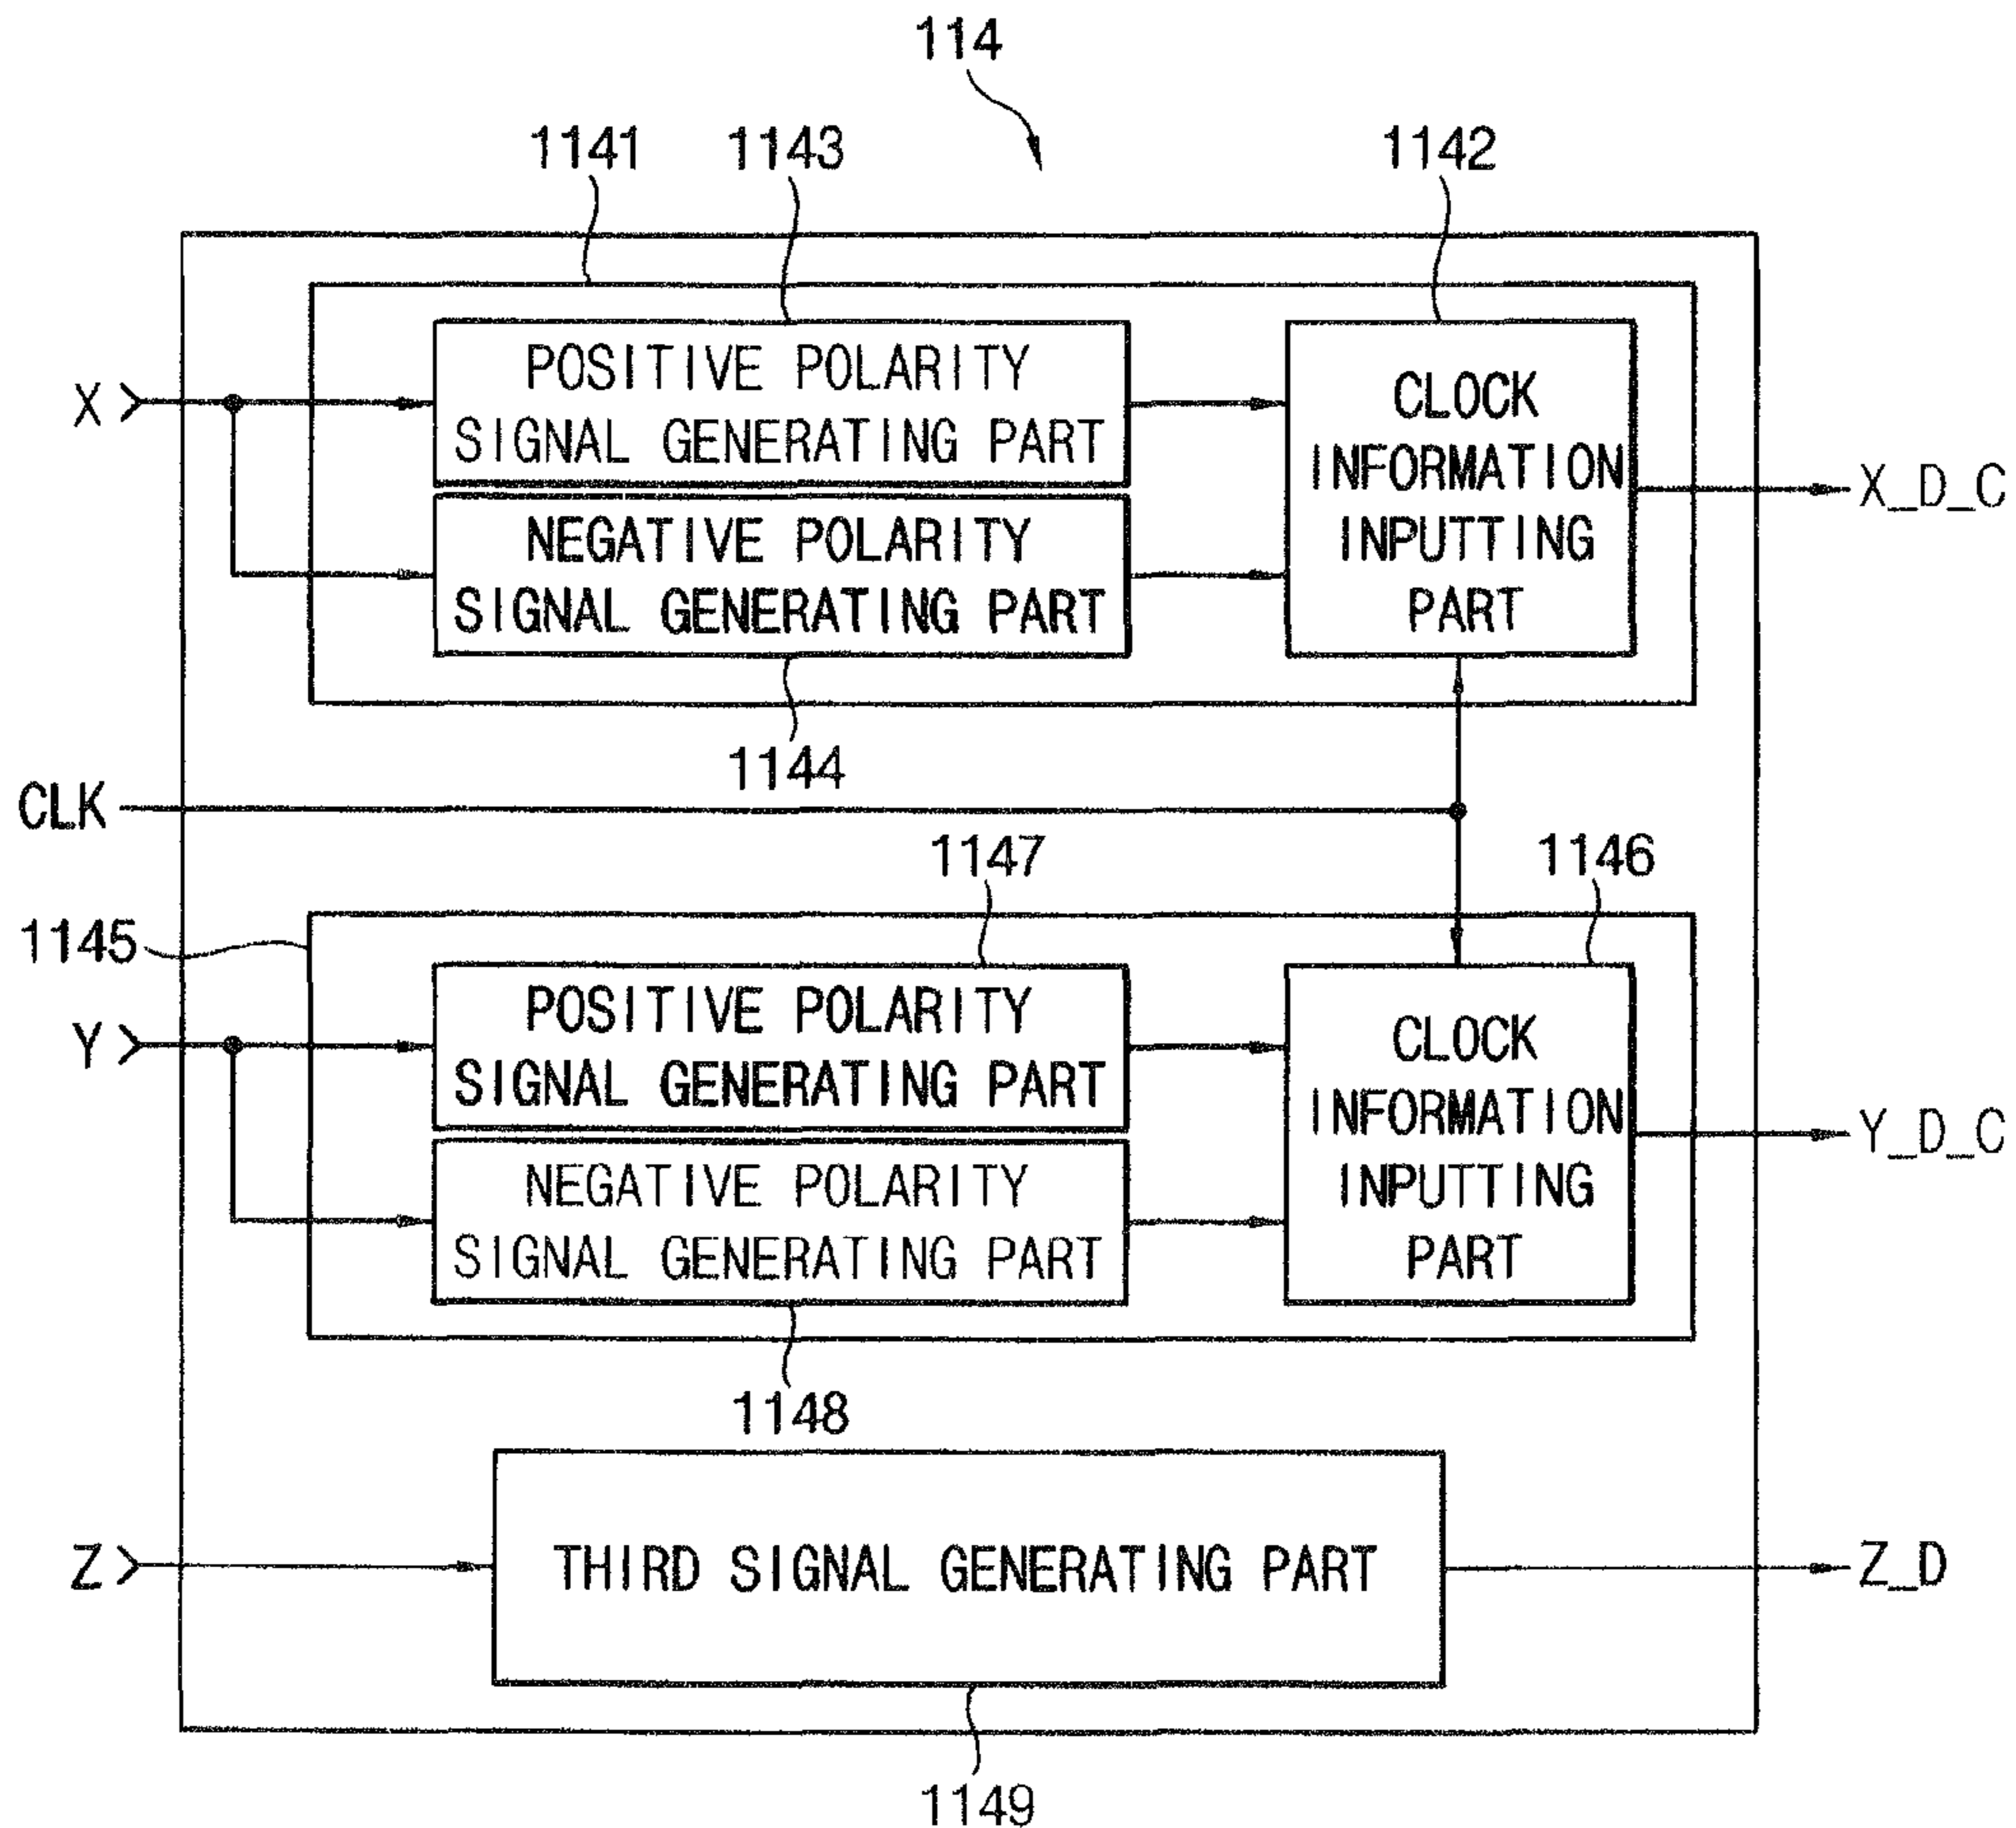 114
1141
1143
1142
POSITIVE POLARITY
SIGNAL GENERATING PART
X
NEGATIVE POLARITY
SIGNAL GENERATING PART
CLOCK
INFORMATION
INPUTTING
PART
X_D_C
1144
CLK
1147
1146
1145
POSITIVE POLARITY
SIGNAL GENERATING PART
Y
NEGATIVE POLARITY
SIGNAL GENERATING PART
CLOCK
INFORMATION
INPUTTING
PART
Y_D_C
1148
Z
THIRD SIGNAL GENERATING PART
Z_D
1149